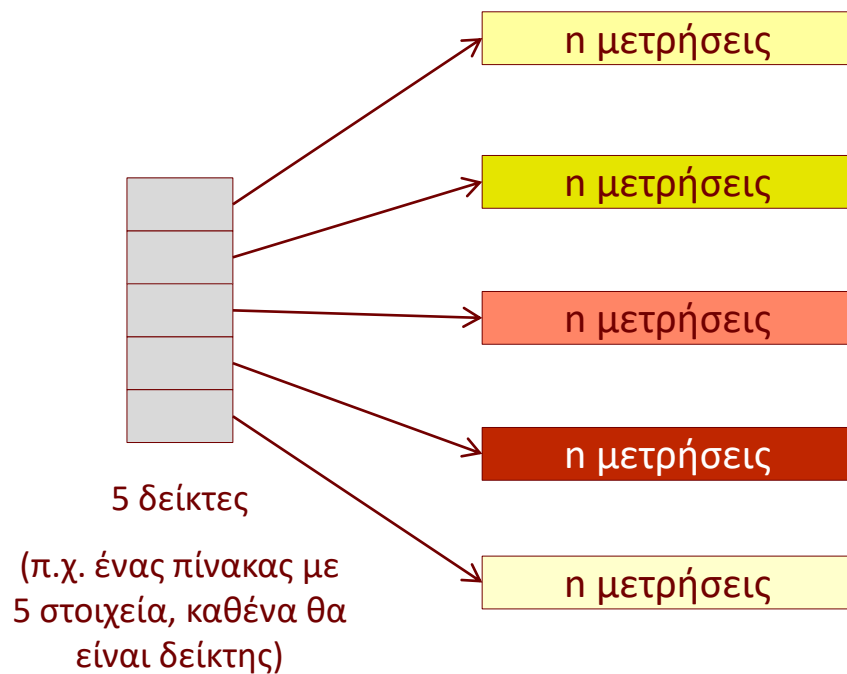 n μετρήσεις
n μετρήσεις
n μετρήσεις
n μετρήσεις
n μετρήσεις
5 δείκτες
(π.χ. ένας πίνακας με
5 στοιχεία, καθένα θα
είναι δείκτης)